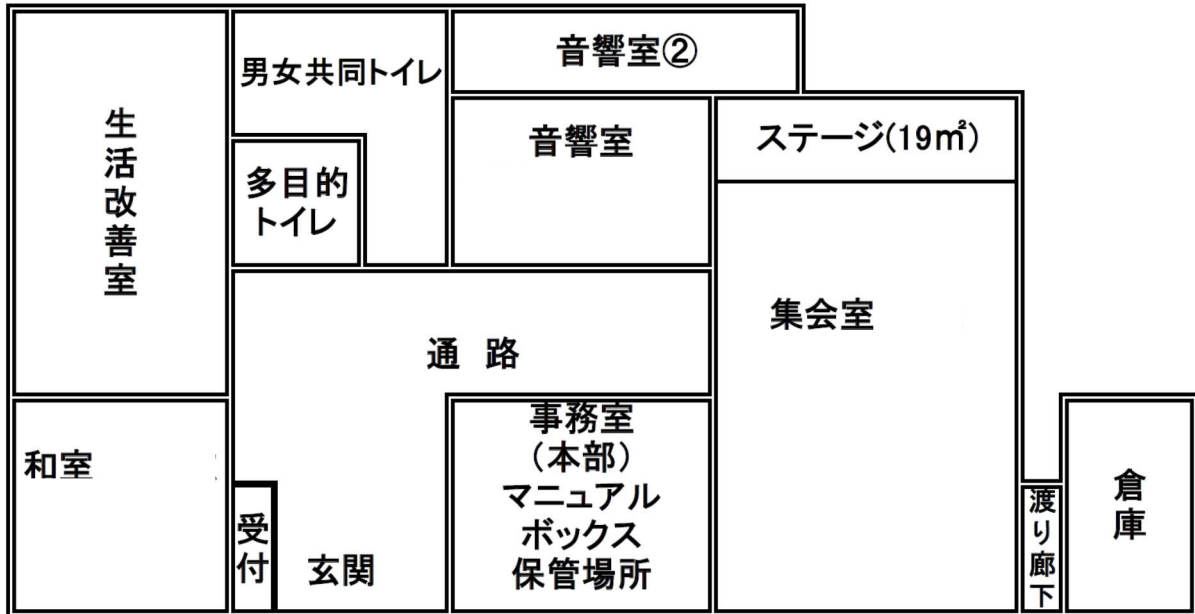 男女共同トイレ
音響室②
生活改善室
多目的
トイレ
音響室
ステージ(19㎡)
集会室
通 路
和室
受付
玄関
事務室
(本部)
マニュアル
ボックス
保管場所
渡り廊下
倉庫